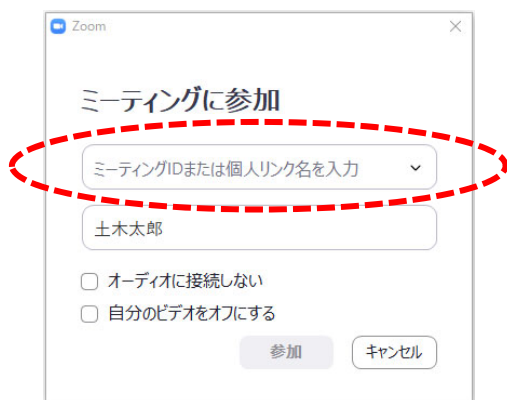 Zoom
ミーティングに参加
ミーティングIDまたは個人リンク名を入力
土木太郎
オーディオに接続しない
自分のビデオをオフにする
参加 キャンセル